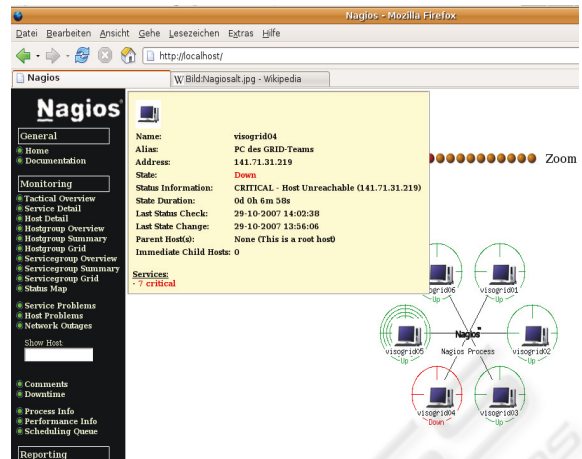 Nagios - Mozilla Firefox
Datei Bearbeiten Ansicht Gehe Lesezeichen Extras Hilfe
http://localhost/
Nagios
W Bild:Nagiosalt.jpg - Wikipedia
Nagios
General
Home
Documentation
Monitoring
Tactical Overview
Service Detail
Host Detail
Hostgroup Overview
Hostgroup Summary
Hostgroup Grid
Servicegroup Overview
Servicegroup Summary
Servicegroup Grid
Status Map
Service Problems
Host Problems
Network Outages
Show Host:
Comments
Downtime
Process Info
Performance Info
Scheduling Queue
Reporting
Name: visogrid04
Alias: PC des GRID-Teams
Address: 141.71.31.219
State: Down
Status Information: CRITICAL - Host Unreachable (141.71.31.219)
State Duration: 0d 0h 6m 58s
Last Status Check: 29-10-2007 14:02:38
Last State Change: 29-10-2007 13:56:06
Parent Host(s): None (This is a root host)
Immediate Child Hosts: 0
Services:
- 7 critical
Zoom
ogrid06
Up
visogrid01
Up
visogrid05
Up
Nagios
Nagios Process
visogrid02
Up
visogrid04
Down
visogrid03
Up